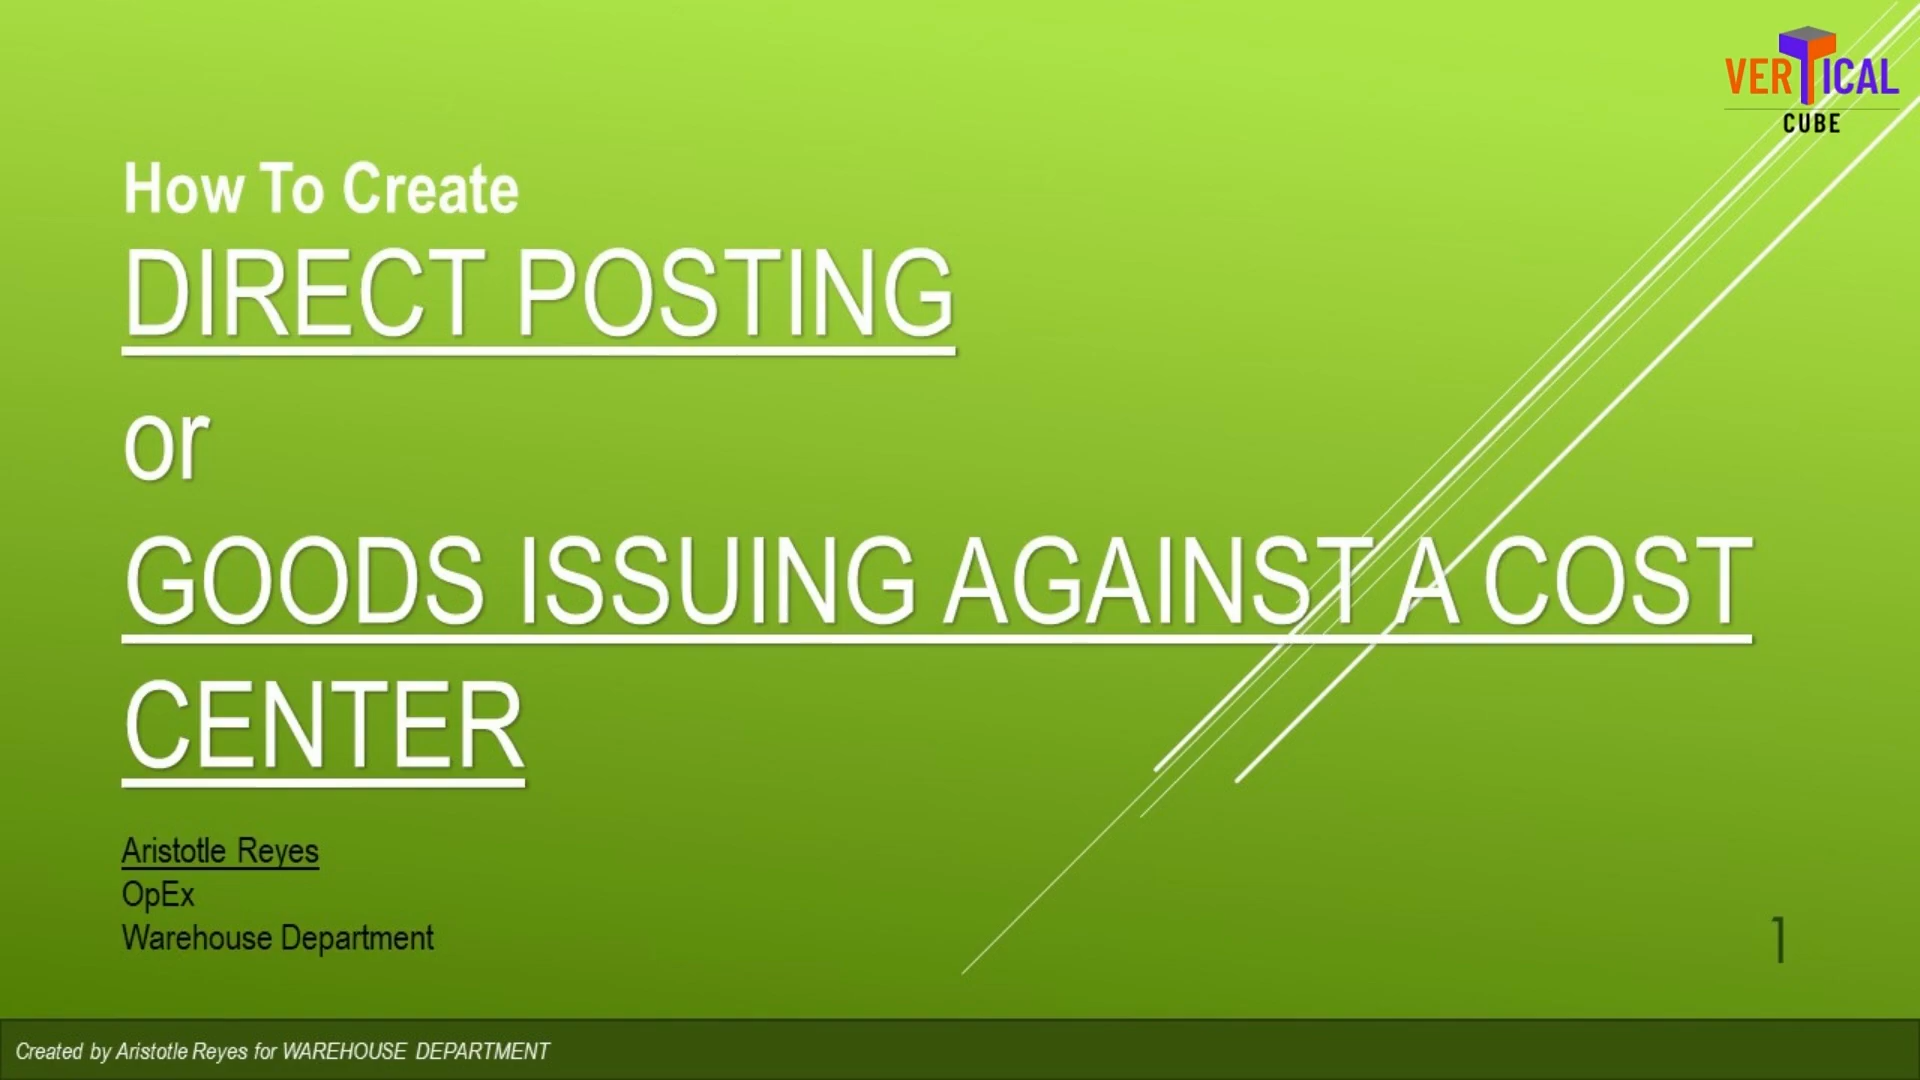 VERTICAL
CUBE
How To Create
DIRECT POSTING
or
GOODS ISSUING AGAINST A COST
CENTER
Aristotle Reyes
OpEx
Warehouse Department
1
Created by Aristotle Reyes for WAREHOUSE DEPARTMENT